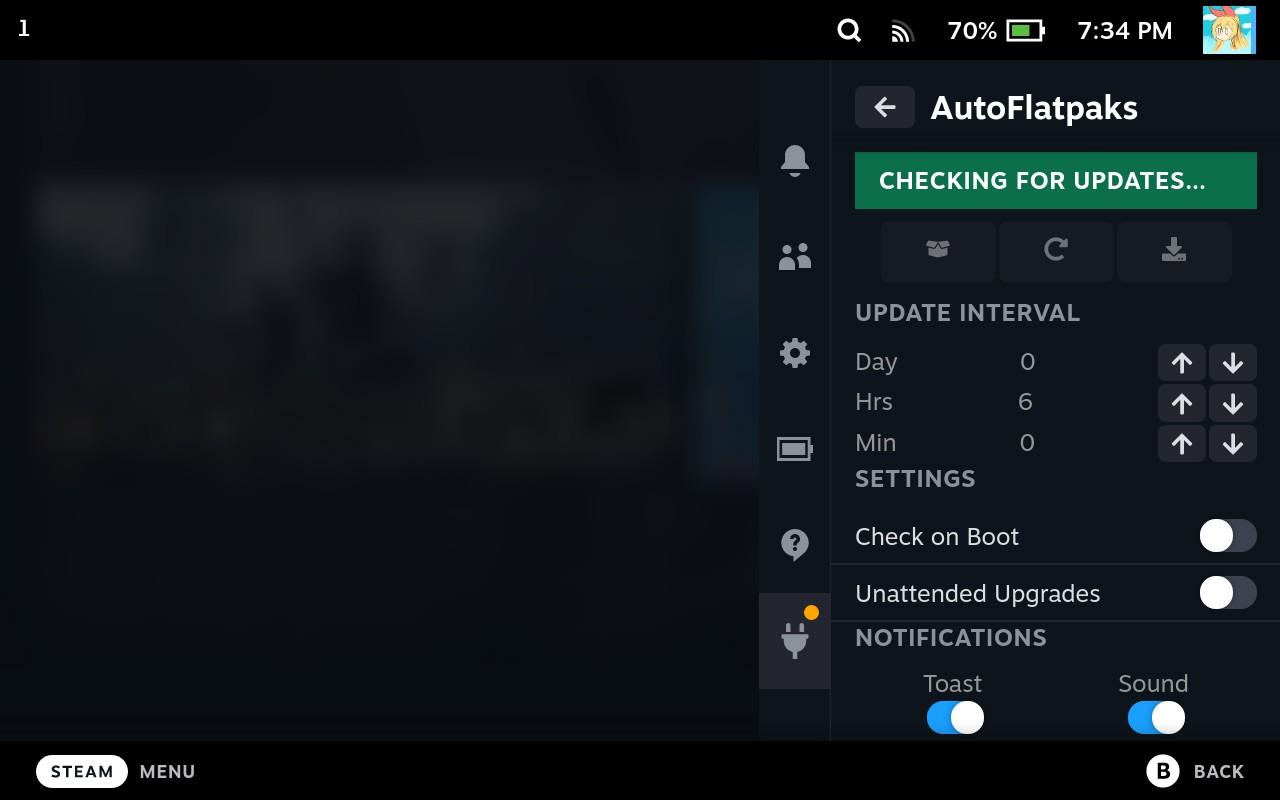 1
70%
7:34 PM
AutoFlatpaks
CHECKING FOR UPDATES...
UPDATE INTERVAL
Day 0
Hrs 6
Min 0
SETTINGS
Check on Boot
Unattended Upgrades
NOTIFICATIONS
Toast Sound
STEAM MENU
B BACK